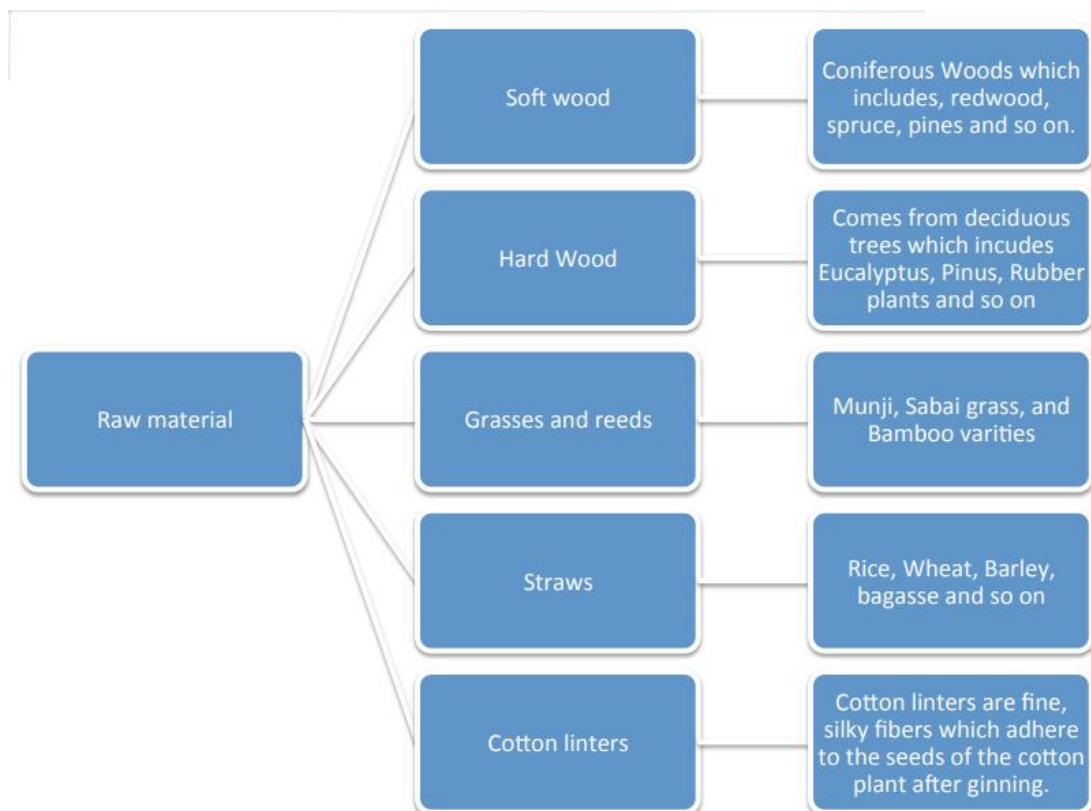 Raw material
Soft wood
Coniferous Woods which
includes, redwood,
spruce, pines and so on.
Hard Wood
Comes from deciduous
trees which incudes
Eucalyptus, Pinus, Rubber
plants and so on
Grasses and reeds
Munji, Sabai grass, and
Bamboo varities
Straws
Rice, Wheat, Barley,
bagasse and so on
Cotton linters
Cotton linters are fine,
silky fibers which adhere
to the seeds of the cotton
plant after ginning.